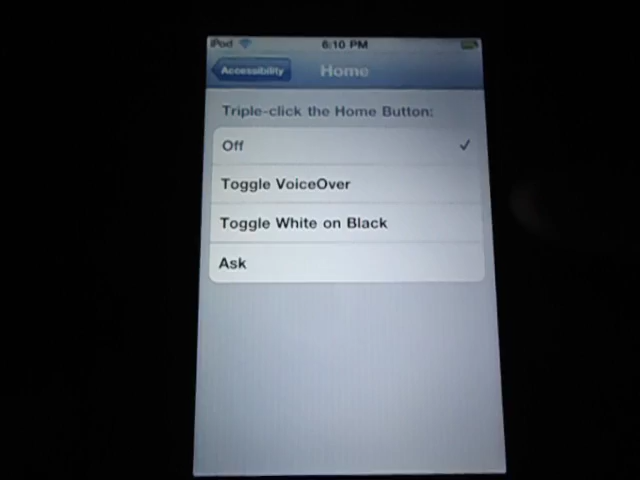 iPod 6:10 PM
Accessibility Home
Triple-click the Home Button:
Off
Toggle VoiceOver
Toggle White on Black
Ask